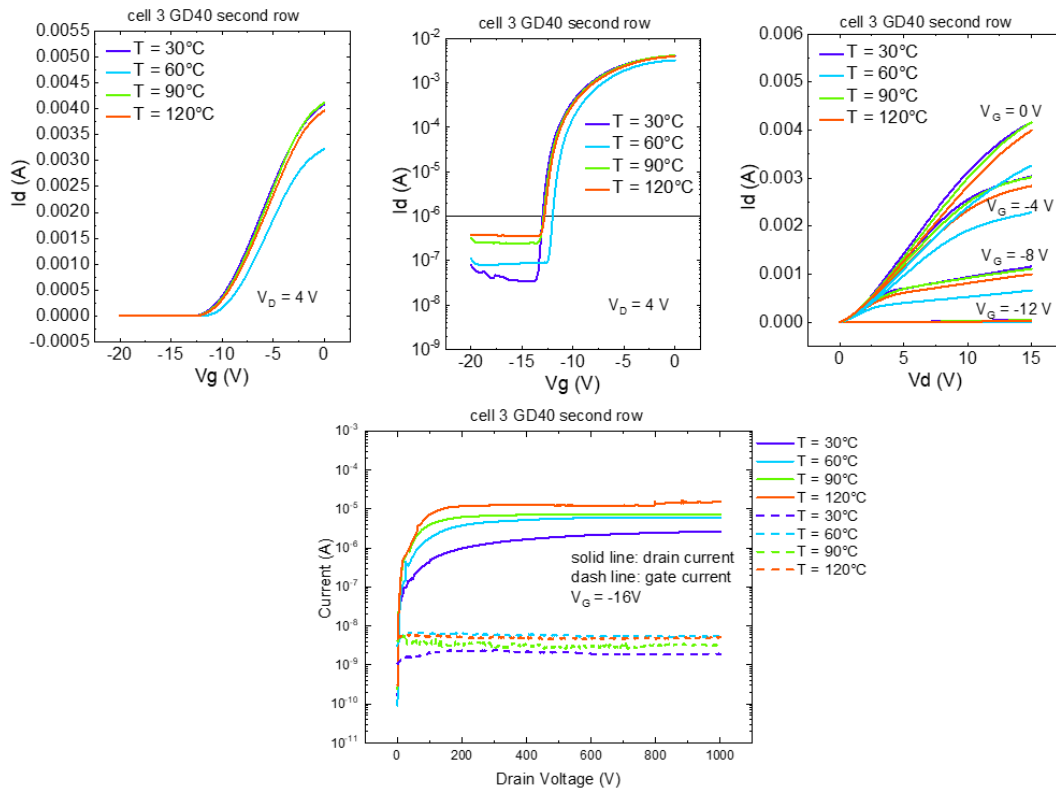 cell 3 GD40 second row
0.0055
0.0050
0.0045
0.0040
0.0035
0.0030
0.0025
0.0020
0.0015
0.0010
0.0005
0.0000
-0.0005
Id (A)
T = 30°C
T = 60°C
T = 90°C
T = 120°C
V_D = 4 V
-20 -15 -10 -5 0
Vg (V)
cell 3 GD40 second row
10^-2
10^-3
10^-4
10^-5
10^-6
10^-7
10^-8
10^-9
Id (A)
T = 30°C
T = 60°C
T = 90°C
T = 120°C
V_D = 4 V
-20 -15 -10 -5 0
Vg (V)
cell 3 GD40 second row
0.006
0.005
0.004
0.003
0.002
0.001
0.000
Id (A)
T = 30°C
T = 60°C
T = 90°C
T = 120°C
V_G = 0 V
V_G = -4 V
V_G = -8 V
V_G = -12 V
0 5 10 15
Vd (V)
cell 3 GD40 second row
10^-3
10^-4
10^-5
10^-6
10^-7
10^-8
10^-9
10^-10
10^-11
Current (A)
solid line: drain current
dash line: gate current
V_G = -16V
0 200 400 600 800 1000
Drain Voltage (V)
T = 30°C
T = 60°C
T = 90°C
T = 120°C
T = 30°C
T = 60°C
T = 90°C
T = 120°C